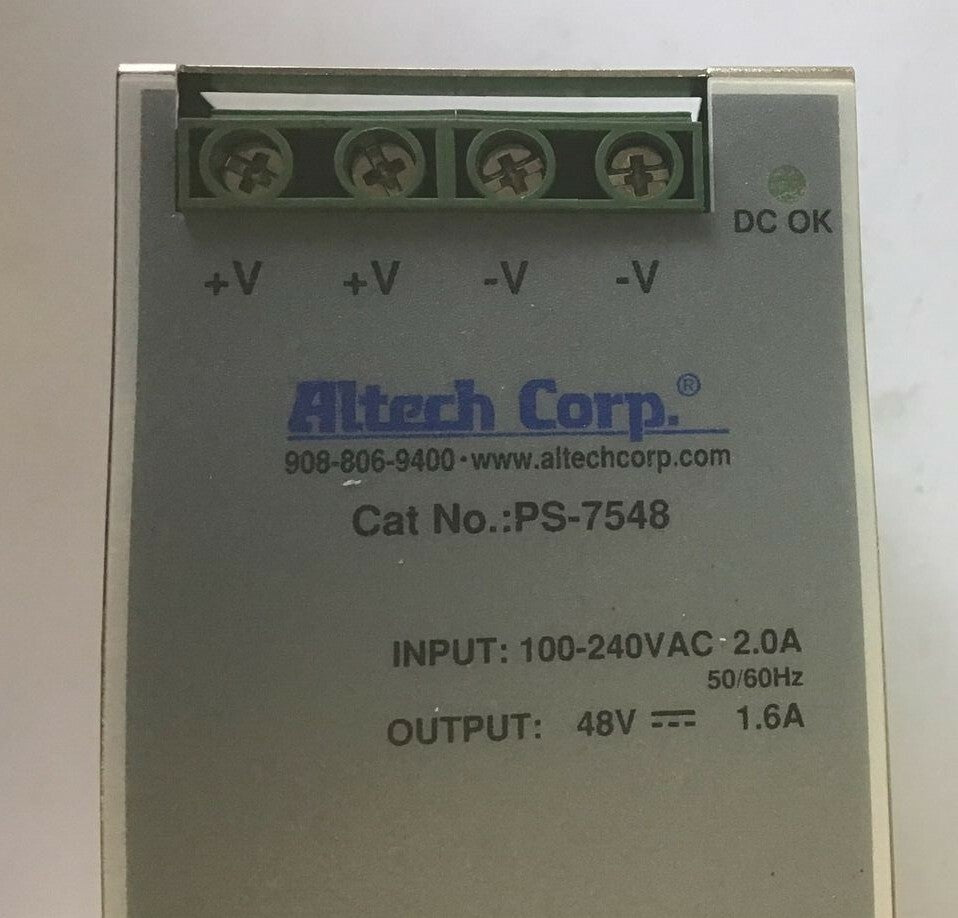 DC OK
+V +V -V -V
Altech Corp.®
908-806-9400·www.altechcorp.com
Cat No.:PS-7548
INPUT: 100-240VAC 2.0A
50/60Hz
OUTPUT: 48V ⎓ 1.6A